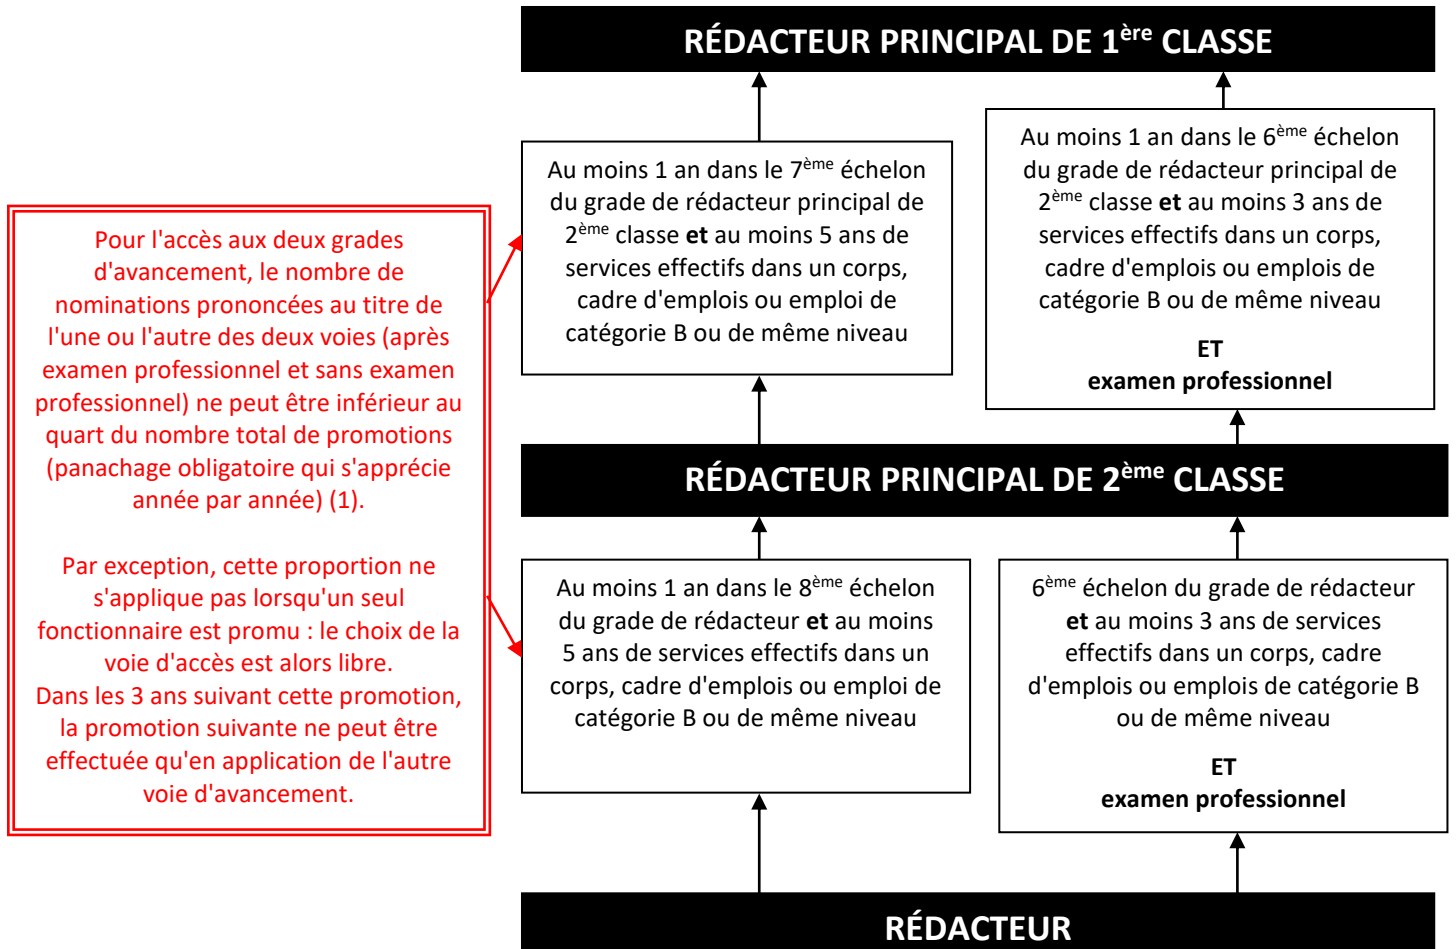 RÉDACTEUR PRINCIPAL DE 1ère CLASSE
Au moins 1 an dans le 7ème échelon
du grade de rédacteur principal de
2ème classe et au moins 5 ans de
services effectifs dans un corps,
cadre d'emplois ou emploi de
catégorie B ou de même niveau
Au moins 1 an dans le 6ème échelon
du grade de rédacteur principal de
2ème classe et au moins 3 ans de
services effectifs dans un corps,
cadre d'emplois ou emplois de
catégorie B ou de même niveau
ET
examen professionnel
Pour l'accès aux deux grades
d'avancement, le nombre de
nominations prononcées au titre de
l'une ou l'autre des deux voies (après
examen professionnel et sans examen
professionnel) ne peut être inférieur au
quart du nombre total de promotions
(panachage obligatoire qui s'apprécie
année par année) (1).
Par exception, cette proportion ne
s'applique pas lorsqu'un seul
fonctionnaire est promu : le choix de la
voie d'accès est alors libre.
Dans les 3 ans suivant cette promotion,
la promotion suivante ne peut être
effectuée qu'en application de l'autre
voie d'avancement.
RÉDACTEUR PRINCIPAL DE 2ème CLASSE
Au moins 1 an dans le 8ème échelon
du grade de rédacteur et au moins
5 ans de services effectifs dans un
corps, cadre d'emplois ou emploi de
catégorie B ou de même niveau
6ème échelon du grade de rédacteur
et au moins 3 ans de services
effectifs dans un corps, cadre
d'emplois ou emplois de catégorie B
ou de même niveau
ET
examen professionnel
RÉDACTEUR